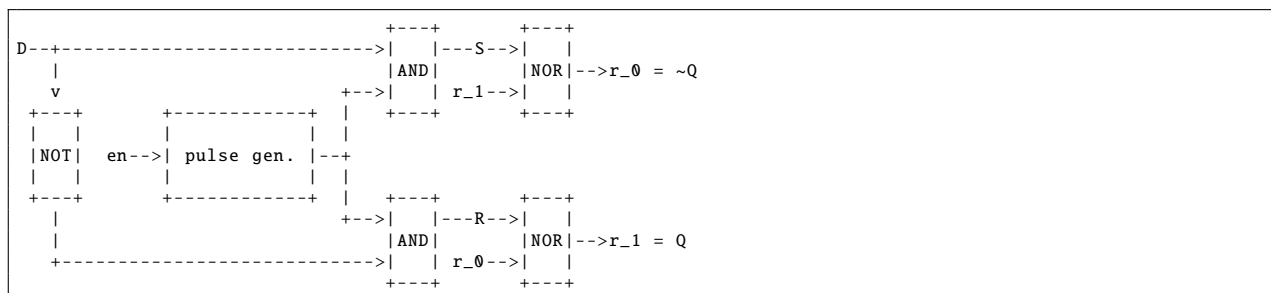 D S
AND NOR r_0 = ~Q
r_1
NOT en pulse gen.
R
AND NOR r_1 = Q
r_0